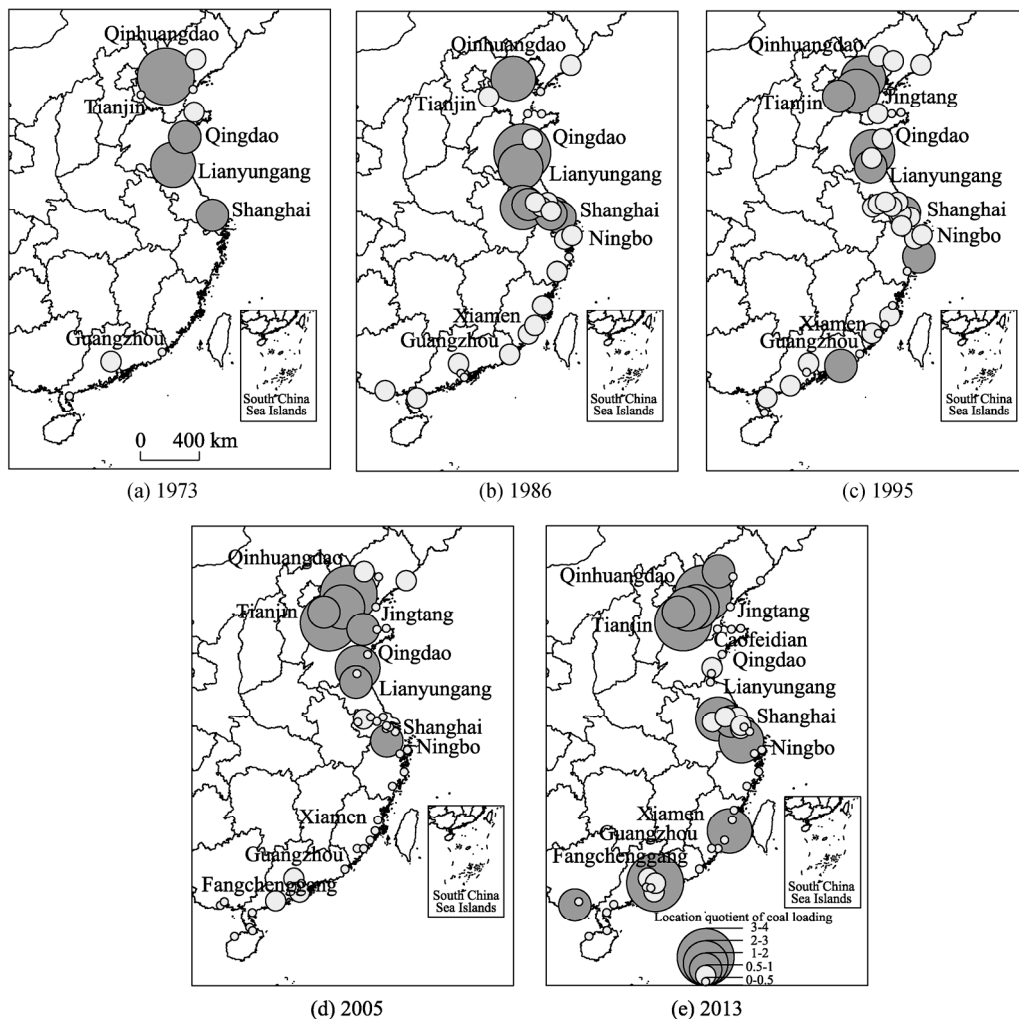 Qinhuangdao
Tianjin
Qingdao
Lianyungang
Shanghai
Guangzhou
South China
Sea Islands
0 400 km
(a) 1973
Qinhuangdao
Tianjin
Qingdao
Lianyungang
Shanghai
Ningbo
Xiamen
Guangzhou
South China
Sea Islands
(b) 1986
Qinhuangdao
Tianjin
Jingtang
Qingdao
Lianyungang
Shanghai
Ningbo
Xiamen
Guangzhou
South China
Sea Islands
(c) 1995
Qinhuangdao
Tianjin
Jingtang
Qingdao
Lianyungang
Shanghai
Ningbo
Xiamcn
Guangzhou
Fangchenggang
South China
Sea Islands
(d) 2005
Qinhuangdao
Tianjin
Jingtang
Caofeidian
Qingdao
Lianyungang
Shanghai
Ningbo
Xiamen
Guangzhou
Fangchenggang
South China
Sea Islands
Location quotient of coal loading
3-4
2-3
1-2
0.5-1
0-0.5
(e) 2013